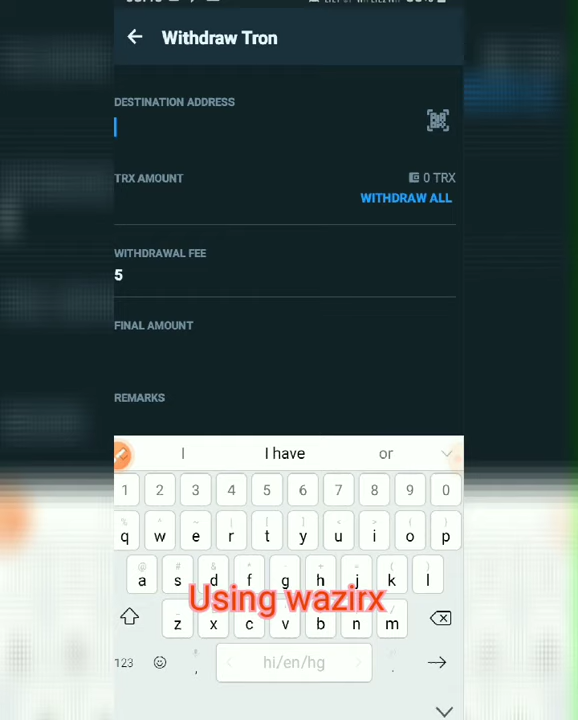 Withdraw Tron
DESTINATION ADDRESS
TRX AMOUNT
0 TRX
WITHDRAW ALL
WITHDRAWAL FEE
5
FINAL AMOUNT
REMARKS
I I have or
1 2 3 4 5 6 7 8 9 0
q w e r t y u i o p
a s d f g h j k l
Using wazirx
z x c v b n m
123 , hi/en/hg .